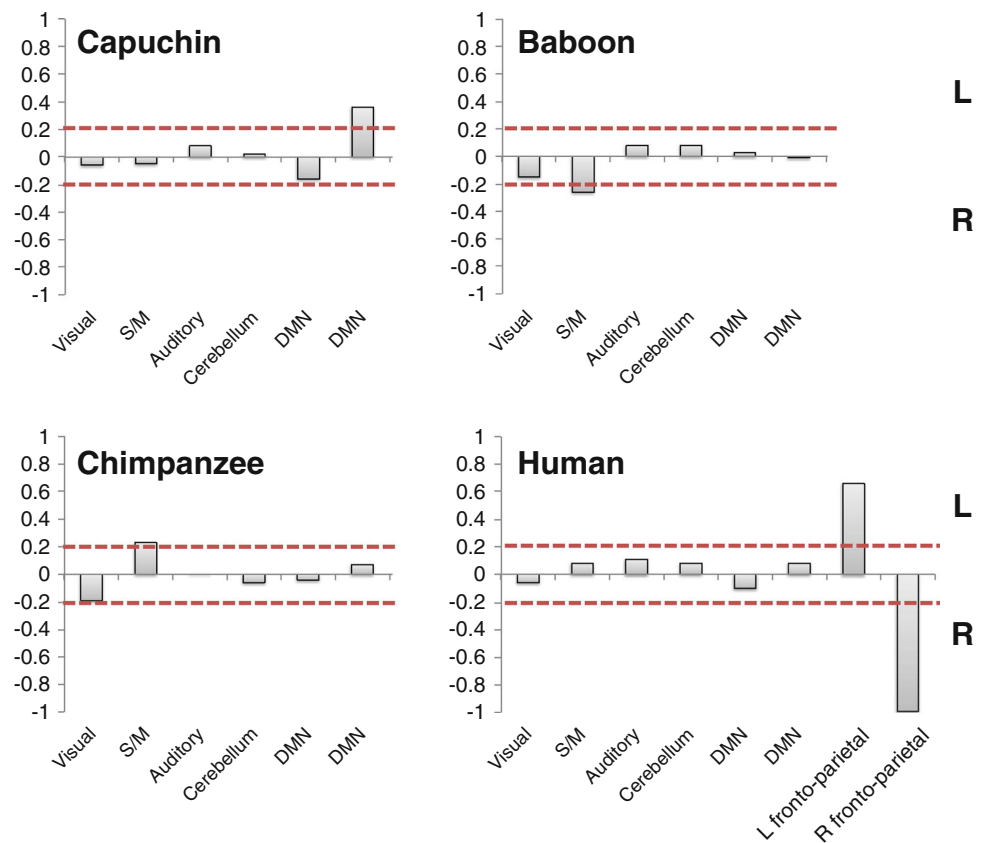 Capuchin
1
0.8
0.6
0.4
0.2
0
-0.2
-0.4
-0.6
-0.8
-1
Visual
S/M
Auditory
Cerebellum
DMN
DMN
Baboon
1
0.8
0.6
0.4
0.2
0
-0.2
-0.4
-0.6
-0.8
-1
Visual
S/M
Auditory
Cerebellum
DMN
DMN
L
R
Chimpanzee
1
0.8
0.6
0.4
0.2
0
-0.2
-0.4
-0.6
-0.8
-1
Visual
S/M
Auditory
Cerebellum
DMN
DMN
Human
1
0.8
0.6
0.4
0.2
0
-0.2
-0.4
-0.6
-0.8
-1
Visual
S/M
Auditory
Cerebellum
DMN
DMN
L fronto-parietal
R fronto-parietal
L
R